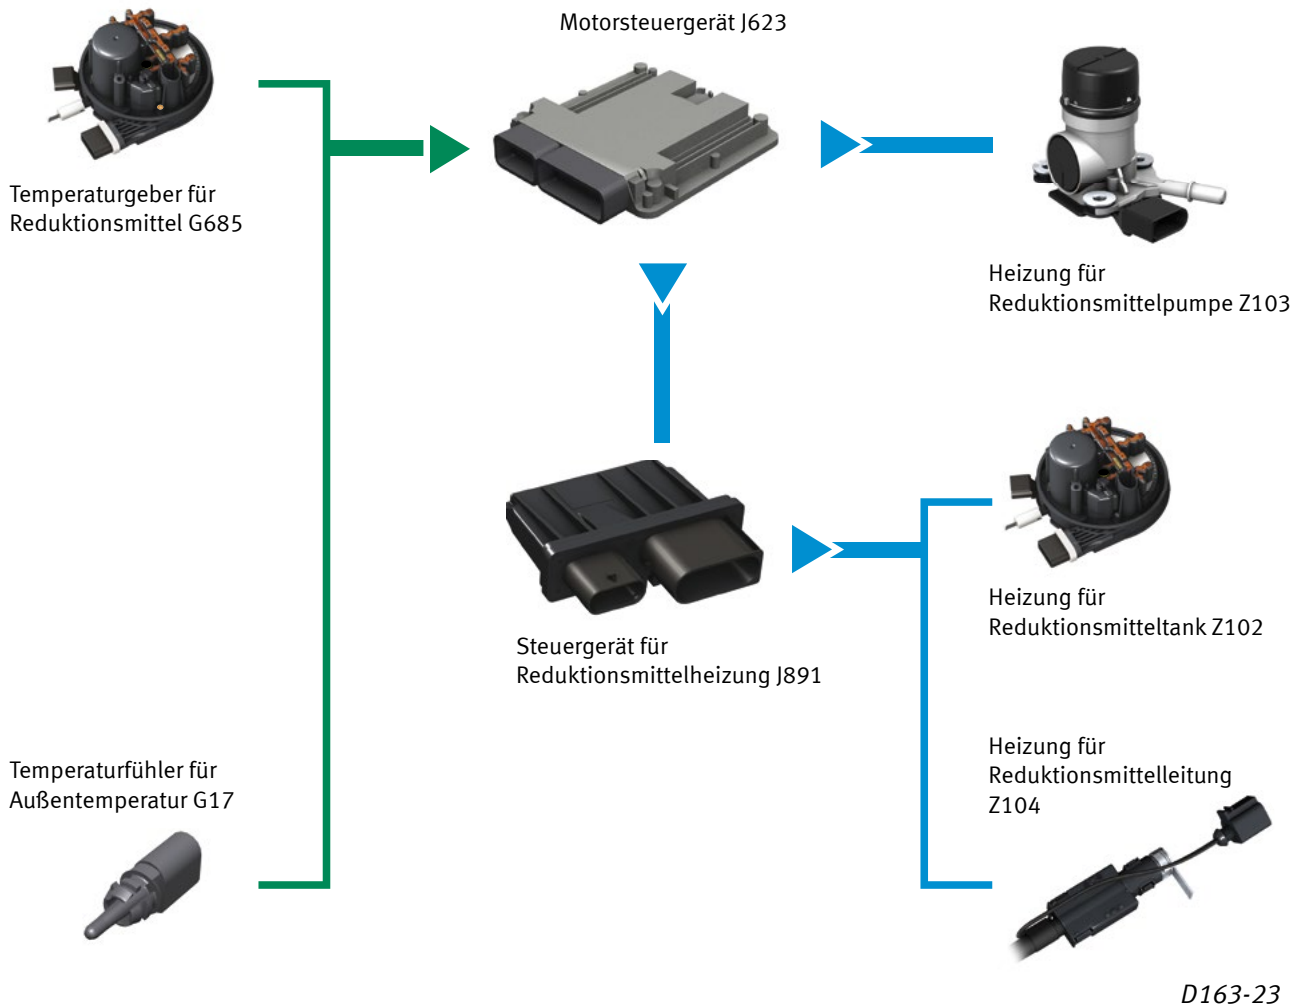 Motorsteuergerät J623
Temperaturgeber für
Reduktionsmittel G685
Heizung für
Reduktionsmittelpumpe Z103
Heizung für
Reduktionsmitteltank Z102
Steuergerät für
Reduktionsmittelheizung J891
Temperaturfühler für
Außentemperatur G17
Heizung für
Reduktionsmittelleitung
Z104
D163-23